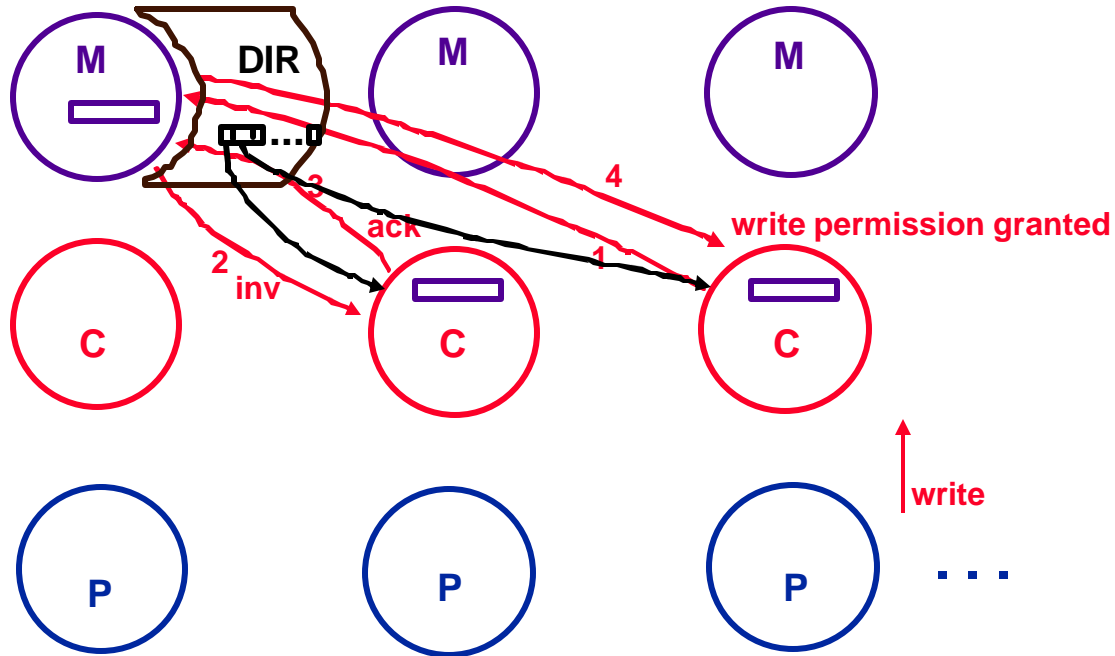 M DIR M M
...
3 4
ack write permission granted
2 1
inv
C C C
write
P P P ...